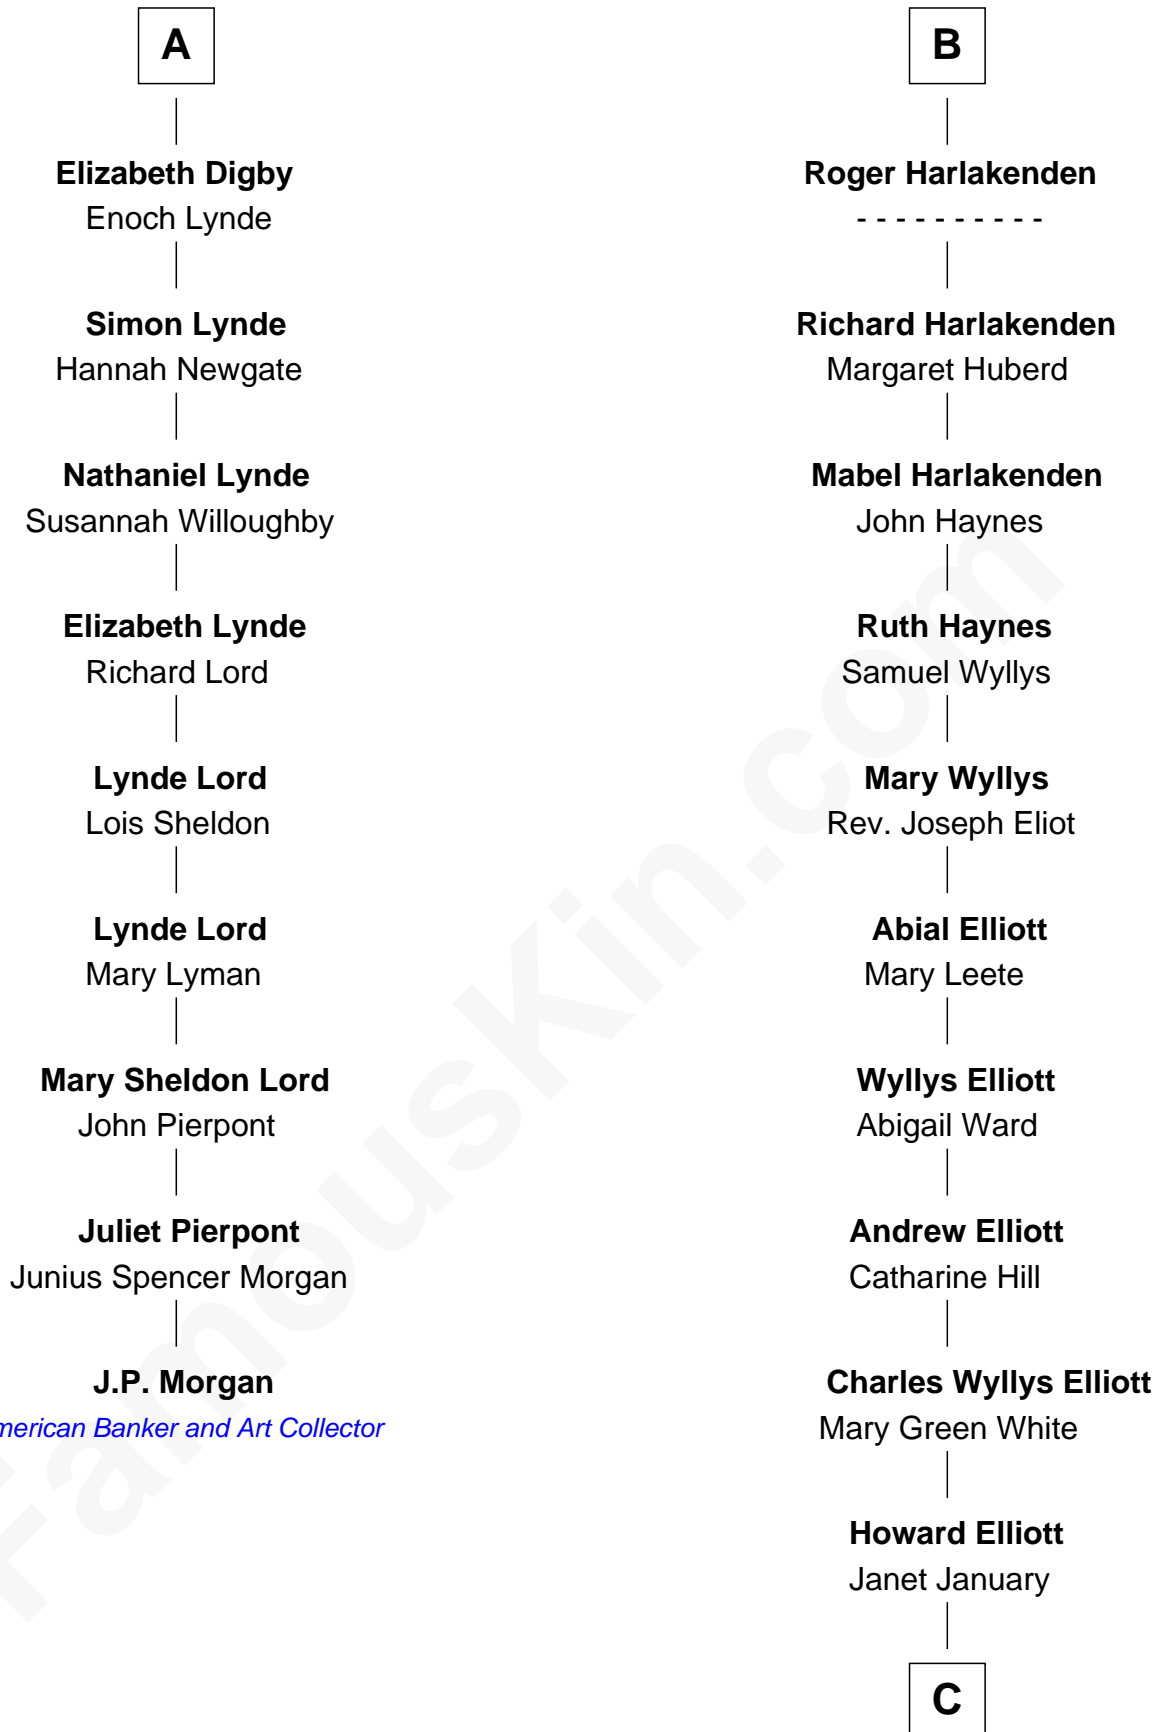 A
Elizabeth Digby
Enoch Lynde
Simon Lynde
Hannah Newgate
Nathaniel Lynde
Susannah Willoughby
Elizabeth Lynde
Richard Lord
Lynde Lord
Lois Sheldon
Lynde Lord
Mary Lyman
Mary Sheldon Lord
John Pierpont
Juliet Pierpont
Junius Spencer Morgan
J.P. Morgan
merican Banker and Art Collector
B
Roger Harlakenden
- - - - - - - - - -
Richard Harlakenden
Margaret Huberd
Mabel Harlakenden
John Haynes
Ruth Haynes
Samuel Wyllys
Mary Wyllys
Rev. Joseph Eliot
Abial Elliott
Mary Leete
Wyllys Elliott
Abigail Ward
Andrew Elliott
Catharine Hill
Charles Wyllys Elliott
Mary Green White
Howard Elliott
Janet January
C
FamousKin.com